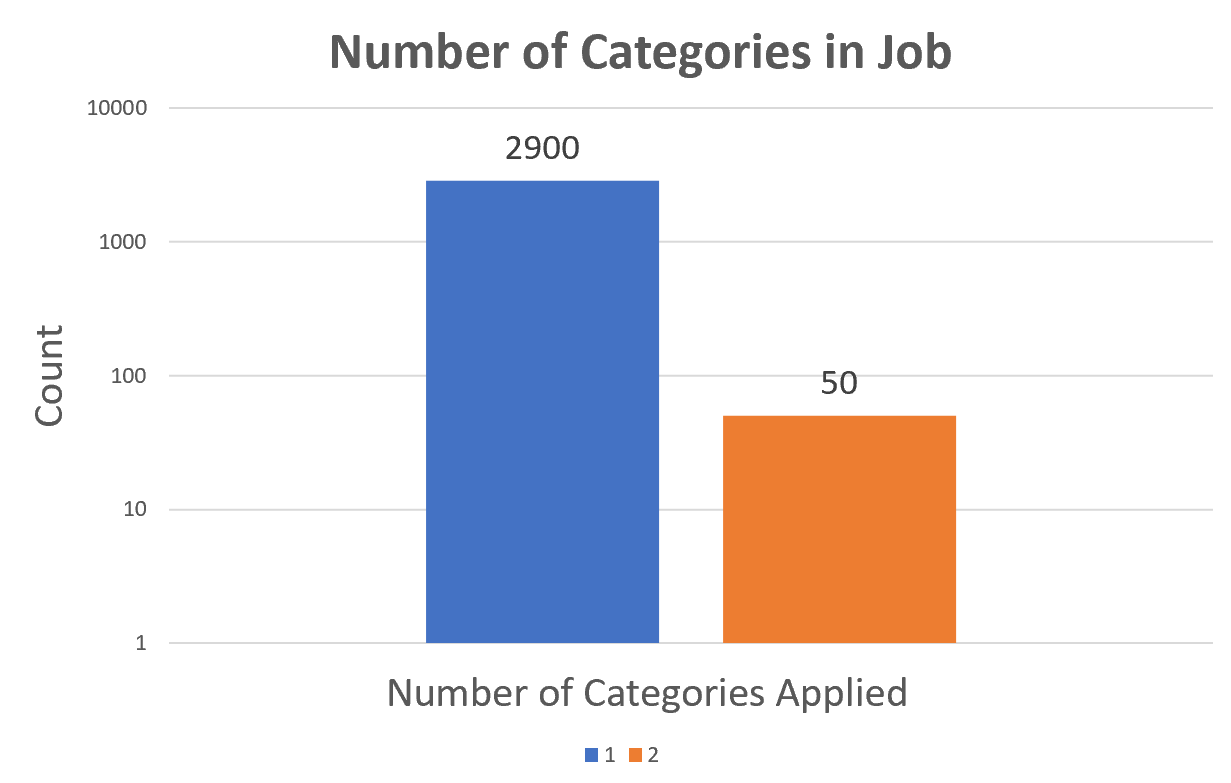 Number of Categories in Job
10000
2900
1000
Count
100
50
10
1
Number of Categories Applied
1 2